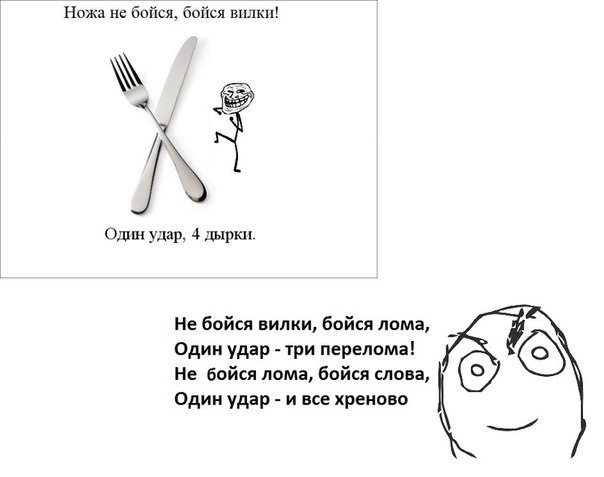 Ножа не бойся, бойся вилки!
Один удар, 4 дырки.
Не бойся вилки, бойся лома,
Один удар - три перелома!
Не бойся лома, бойся слова,
Один удар - и все хреново